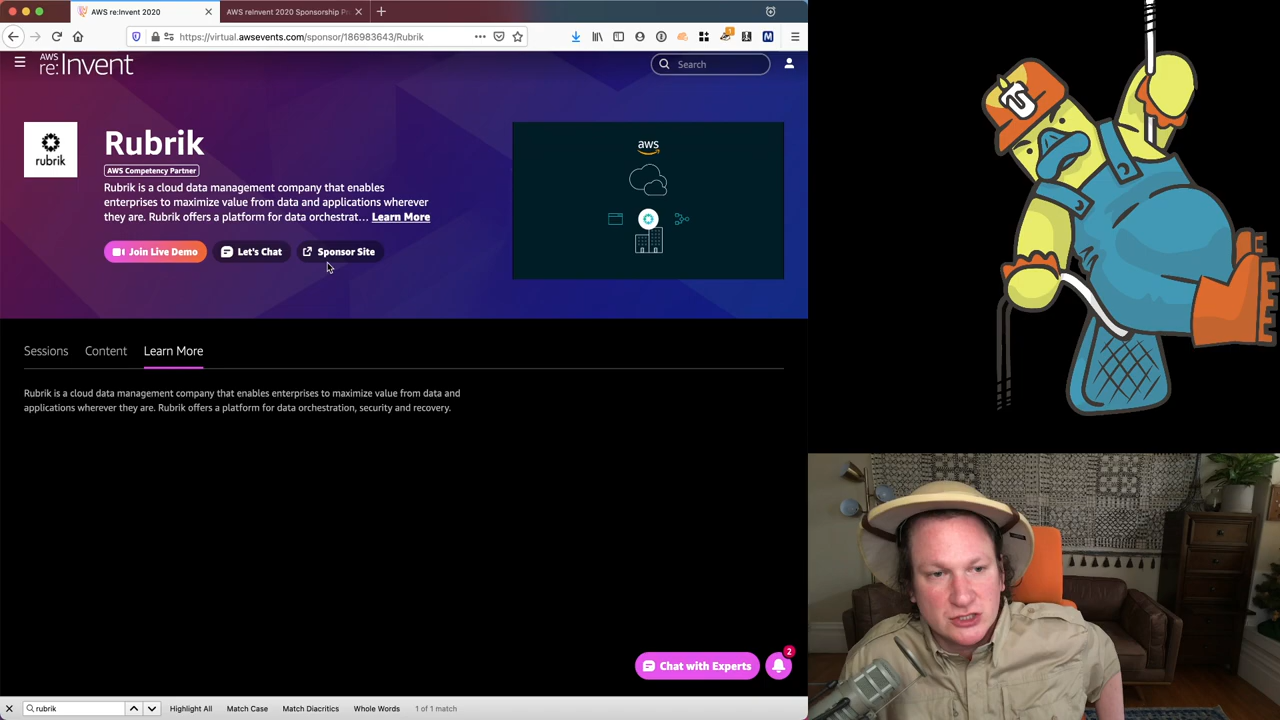 AWS re:Invent 2020
AWS reInvent 2020 Sponsorship P
https://virtual.awsevents.com/sponsor/186983643/Rubrik
AWS
re:Invent
Search
rubrik
Rubrik
AWS Competency Partner
Rubrik is a cloud data management company that enables
enterprises to maximize value from data and applications wherever
they are. Rubrik offers a platform for data orchestrat... Learn More
Join Live Demo
Let's Chat
Sponsor Site
aws
Sessions
Content
Learn More
Rubrik is a cloud data management company that enables enterprises to maximize value from data and
applications wherever they are. Rubrik offers a platform for data orchestration, security and recovery.
Chat with Experts
2
rubrik
Highlight All
Match Case
Match Diacritics
Whole Words
1 of 1 match